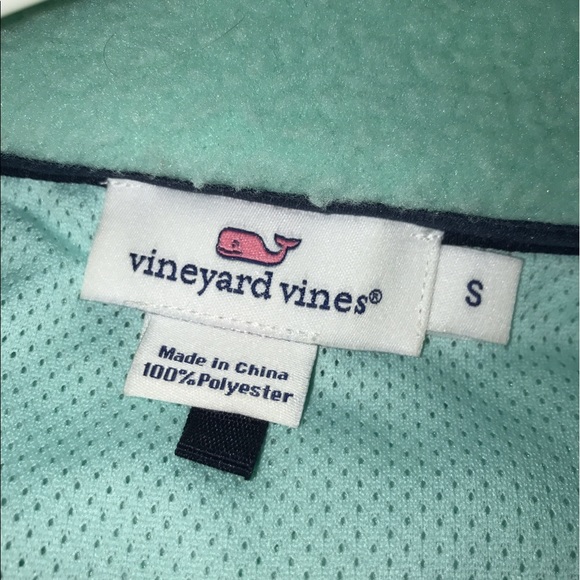 vineyard vines®
S
Made in China
100% Polyester